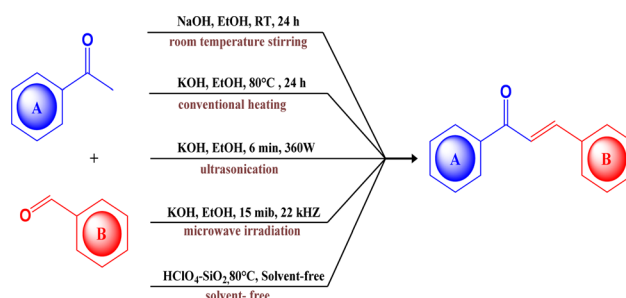 NaOH, EtOH, RT, 24 h
room temperature stirring
O
A
KOH, EtOH, 80°C , 24 h
conventional heating
O
+
KOH, EtOH, 6 min, 360W
ultrasonication
A
B
O
B
KOH, EtOH, 15 mib, 22 kHZ
microwave irradiation
HClO4-SiO2,80°C, Solvent-free
solvent- free